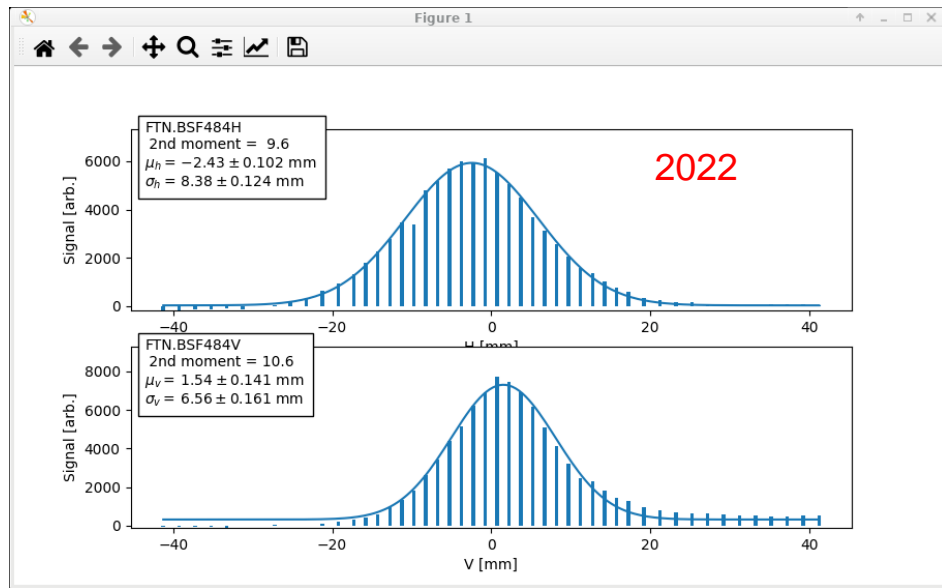 Figure 1
FTN.BSF484H
2nd moment = 9.6
μₕ = −2.43 ± 0.102 mm
σₕ = 8.38 ± 0.124 mm
2022
6000
4000
2000
0
Signal [arb.]
−40 −20 0 20 40
H [mm]
FTN.BSF484V
2nd moment = 10.6
μᵥ = 1.54 ± 0.141 mm
σᵥ = 6.56 ± 0.161 mm
8000
6000
4000
2000
0
Signal [arb.]
−40 −20 0 20 40
V [mm]